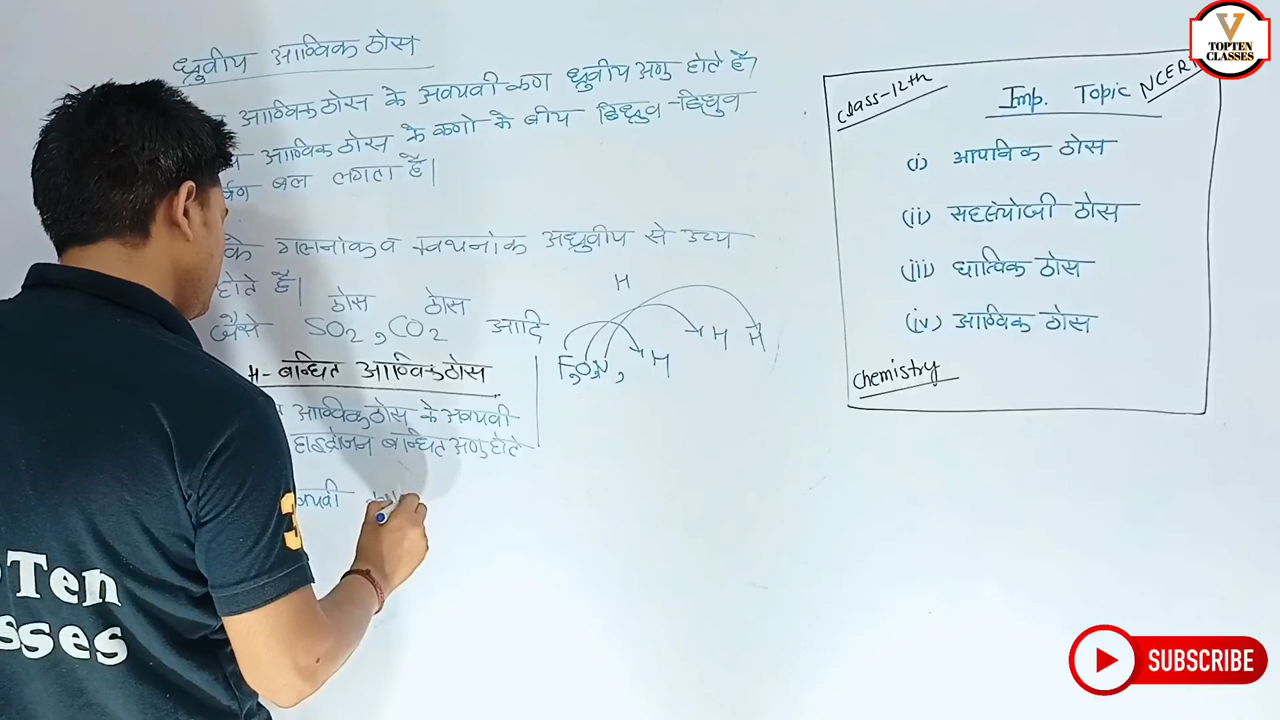 ध्रुवीय आण्विक ठोस
आण्विक ठोस के अवयवी कण ध्रुवीय अणु होते हैं।
आण्विक ठोस के कणो के बीय द्विध्रुव - द्विध्रुव
बल लगता है।
के गलनांक व क्वथनांक अध्रुवीय से उच्य
होते हैं।
ठोस ठोस
जैसे SO2, CO2 आदि
H
F, O, N, H H H
H- बन्धित आण्विक ठोस
आण्विक ठोस के अवयवी
हाइड्रोजन बन्धित अणु होते
Class-12th
Imp. Topic
NCERT
(i) आयनिक ठोस
(ii) सहसंयोजी ठोस
(iii) धात्विक ठोस
(iv) आण्विक ठोस
Chemistry
V
TOPTEN
CLASSES
Ten
sses
3
SUBSCRIBE